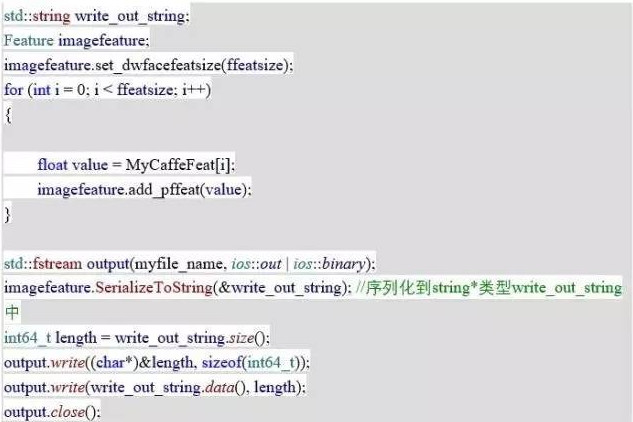 std::string write_out_string;
Feature imagefeature;
imagefeature.set_dwfacefeatsize(ffeatsize);
for (int i = 0; i < ffeatsize; i++)
{
float value = MyCaffeFeat[i];
imagefeature.add_pffeat(value);
}
std::fstream output(myfile_name, ios::out | ios::binary);
imagefeature.SerializeToString(&write_out_string); //序列化到string*类型write_out_string
中
int64_t length = write_out_string.size();
output.write((char*)&length, sizeof(int64_t));
output.write(write_out_string.data(), length);
output.close();